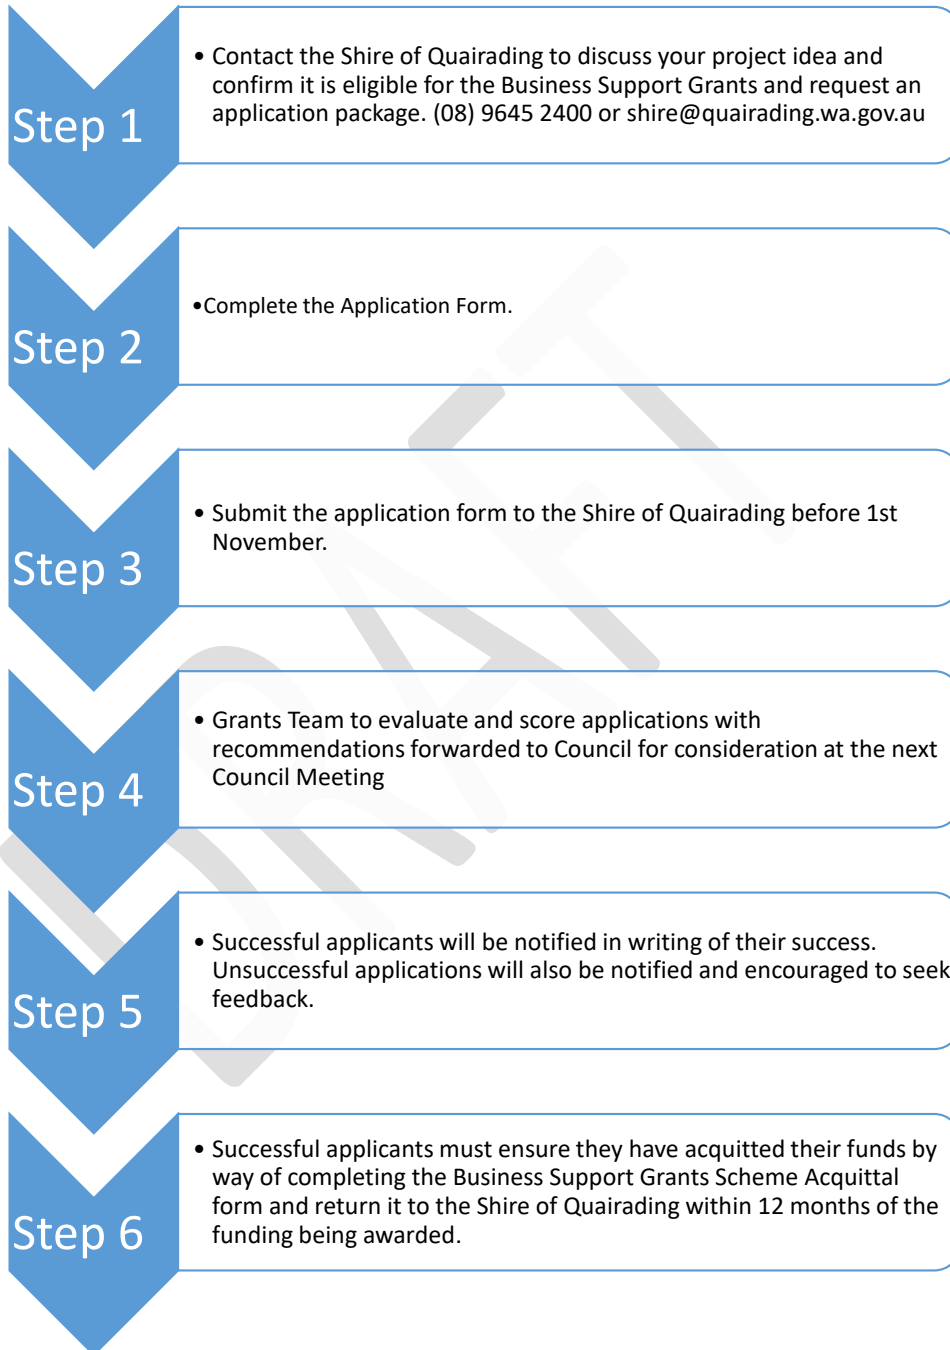 Step 1
• Contact the Shire of Quairading to discuss your project idea and
confirm it is eligible for the Business Support Grants and request an
application package. (08) 9645 2400 or shire@quairading.wa.gov.au
Step 2
•Complete the Application Form.
Step 3
• Submit the application form to the Shire of Quairading before 1st
November.
Step 4
• Grants Team to evaluate and score applications with
recommendations forwarded to Council for consideration at the next
Council Meeting
Step 5
• Successful applicants will be notified in writing of their success.
Unsuccessful applications will also be notified and encouraged to seek
feedback.
Step 6
• Successful applicants must ensure they have acquitted their funds by
way of completing the Business Support Grants Scheme Acquittal
form and return it to the Shire of Quairading within 12 months of the
funding being awarded.
DRAFT